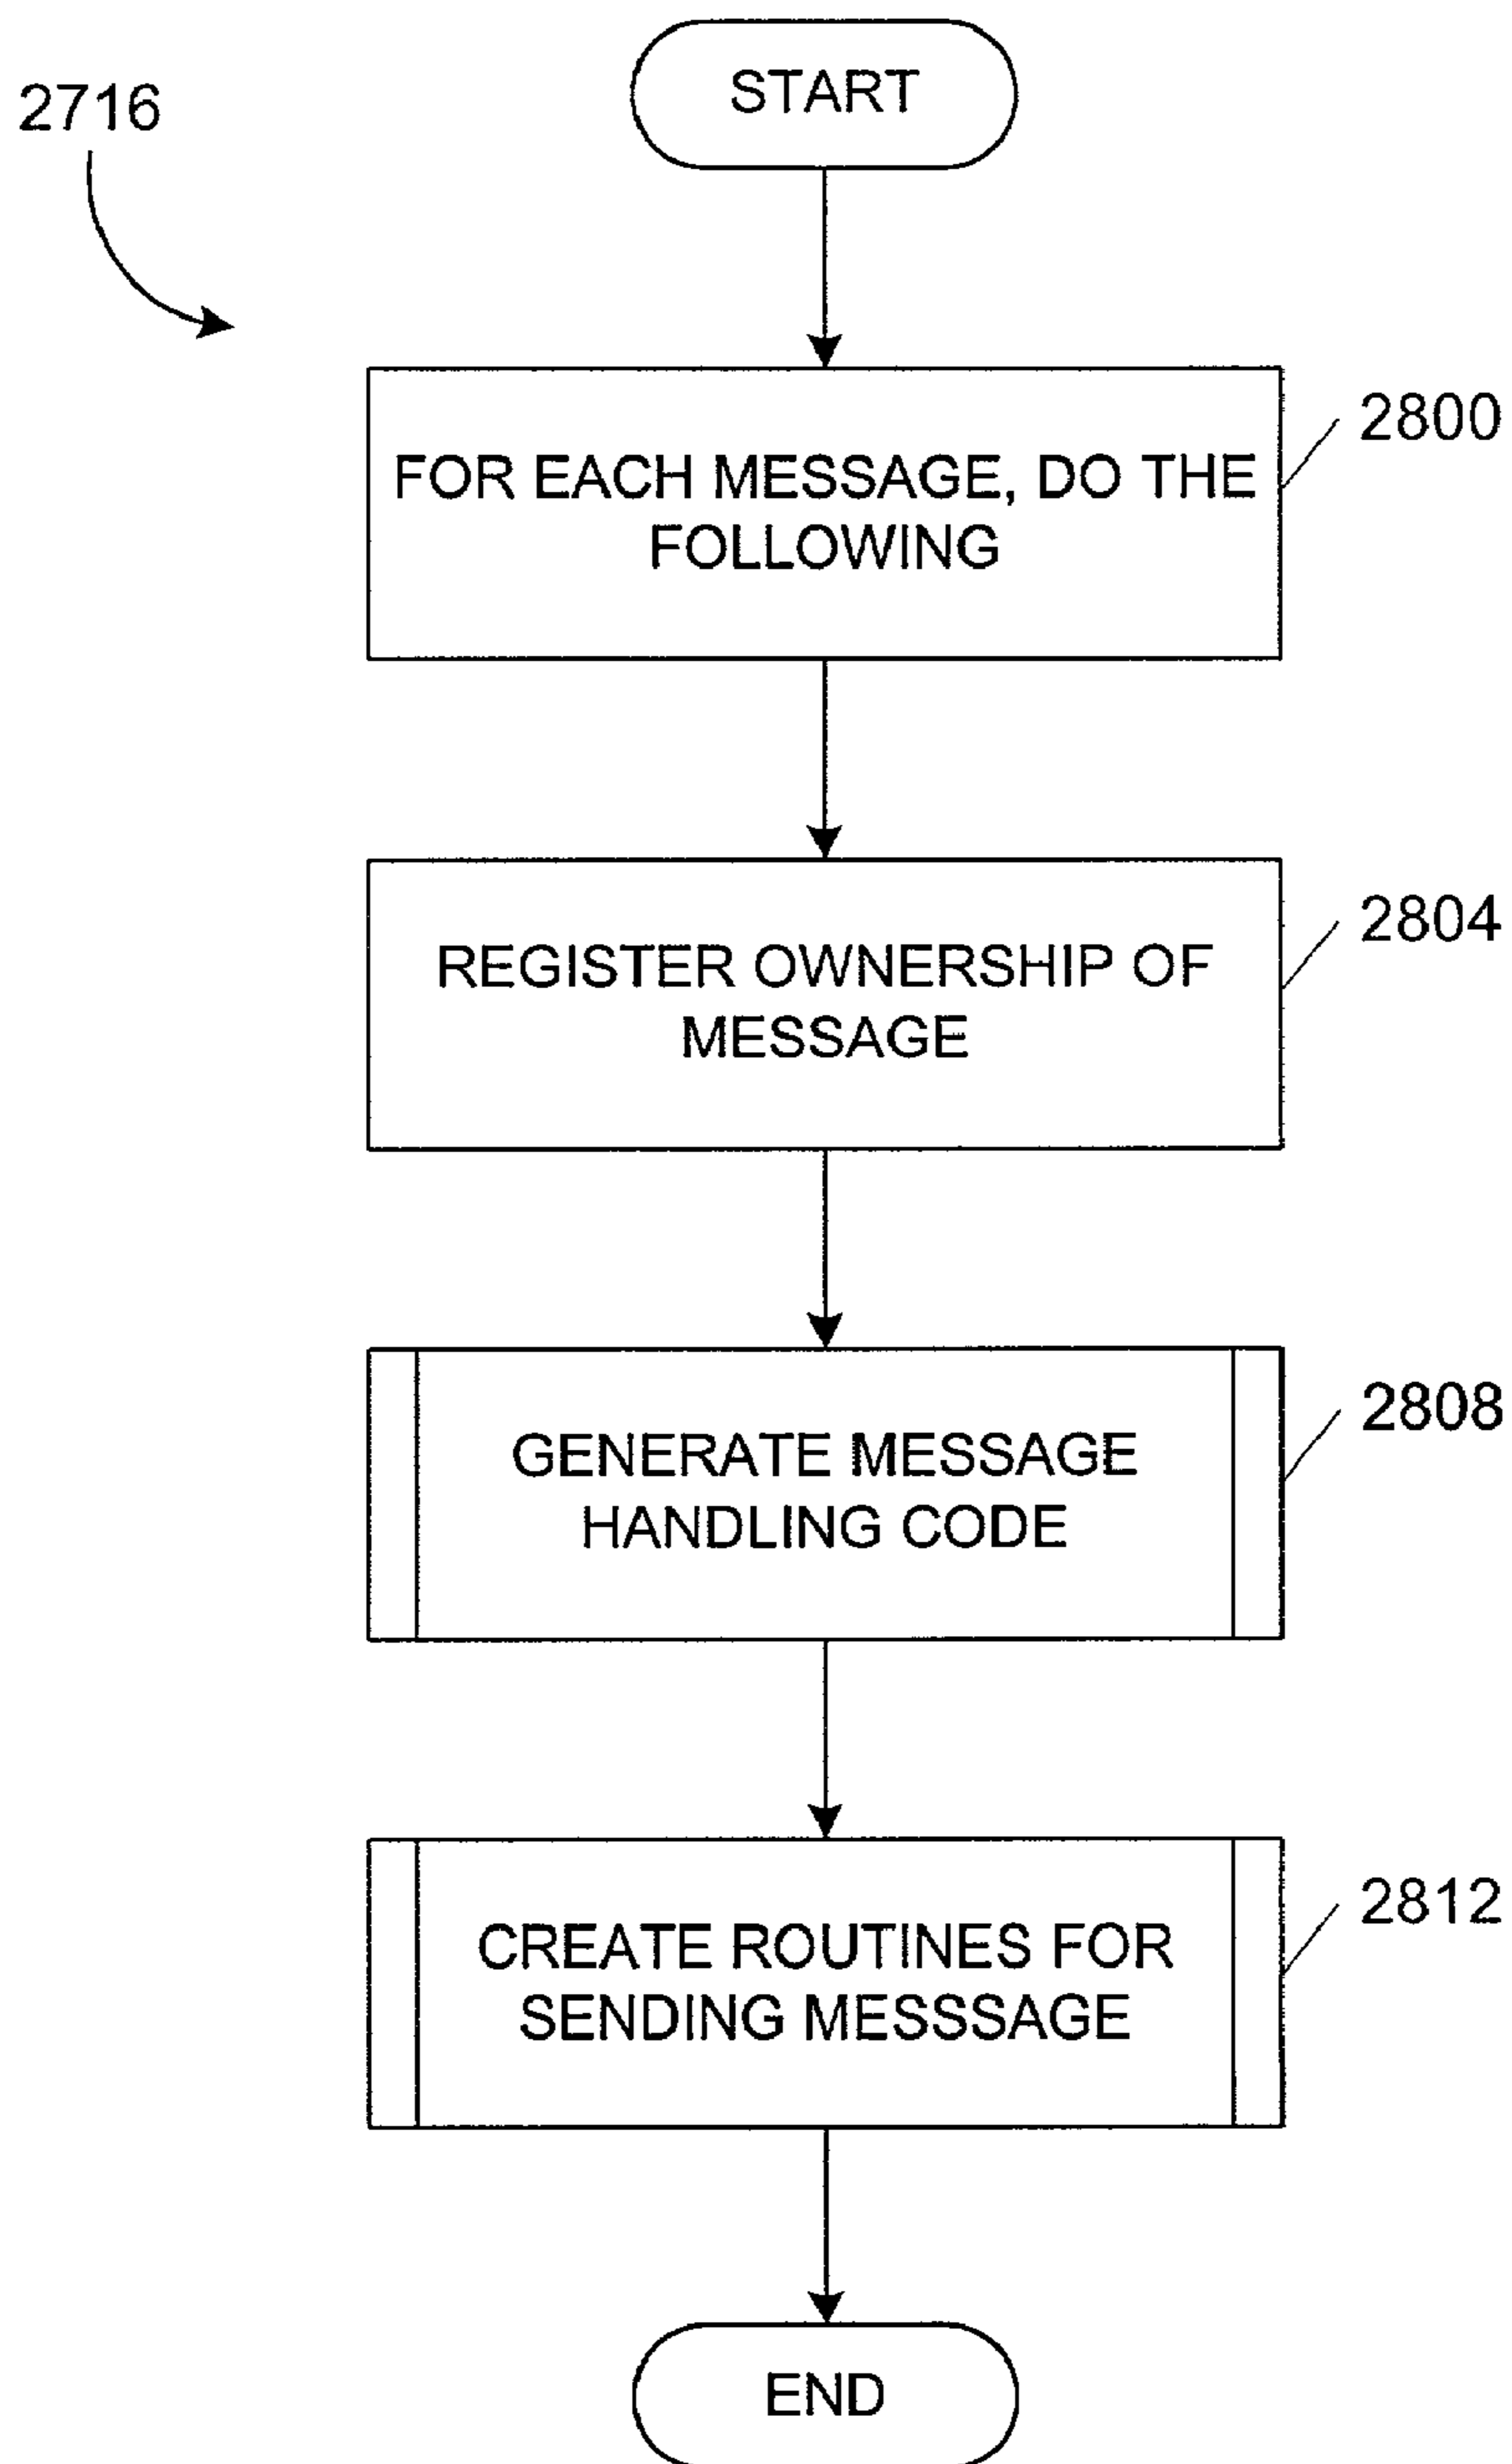 START
2716
2800
FOR EACH MESSAGE, DO THE
FOLLOWING
2804
REGISTER OWNERSHIP OF
MESSAGE
2808
GENERATE MESSAGE
HANDLING CODE
2812
CREATE ROUTINES FOR
SENDING MESSSAGE
END